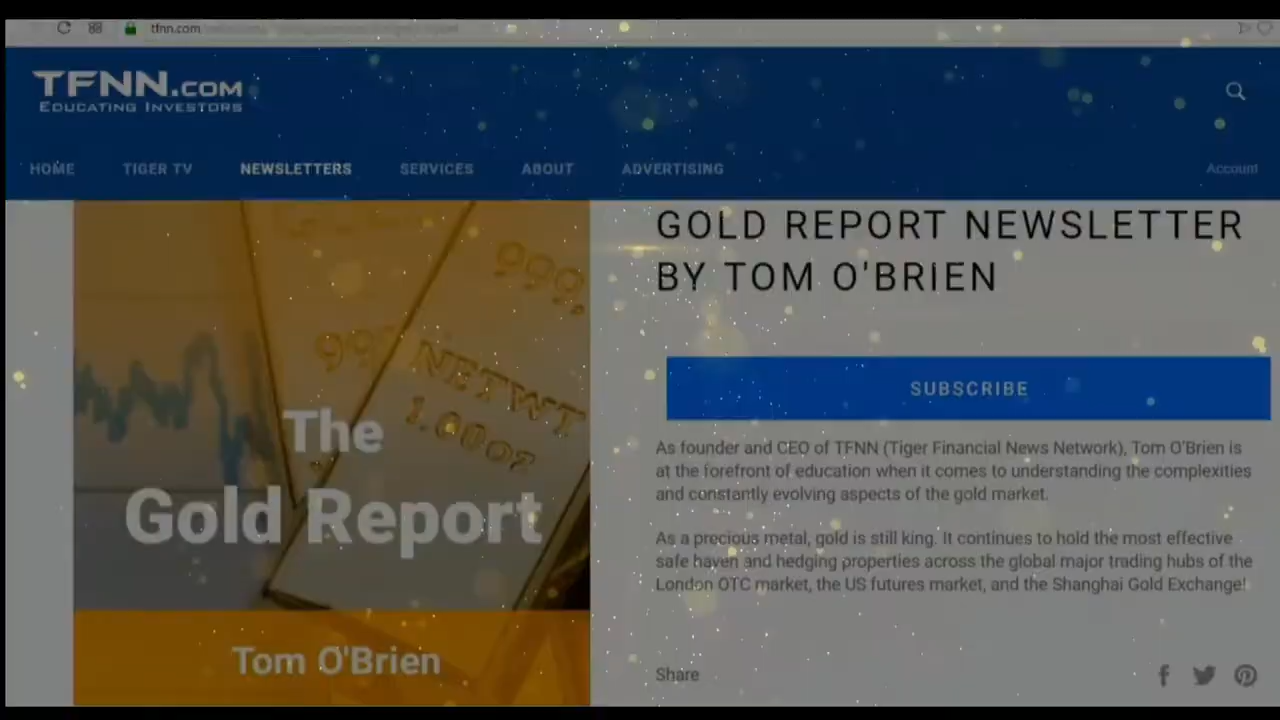 tfnn.com
TFNN.COM
EDUCATING INVESTORS
HOME TIGER TV NEWSLETTERS SERVICES ABOUT ADVERTISING Account
GOLD REPORT NEWSLETTER
BY TOM O'BRIEN
SUBSCRIBE
As founder and CEO of TFNN (Tiger Financial News Network), Tom O'Brien is
at the forefront of education when it comes to understanding the complexities
and constantly evolving aspects of the gold market.
As a precious metal, gold is still king. It continues to hold the most effective
safe haven and hedging properties across the global major trading hubs of the
London OTC market, the US futures market, and the Shanghai Gold Exchange!
Share
999,
NETWT
1.00oz
The
Gold Report
Tom O'Brien